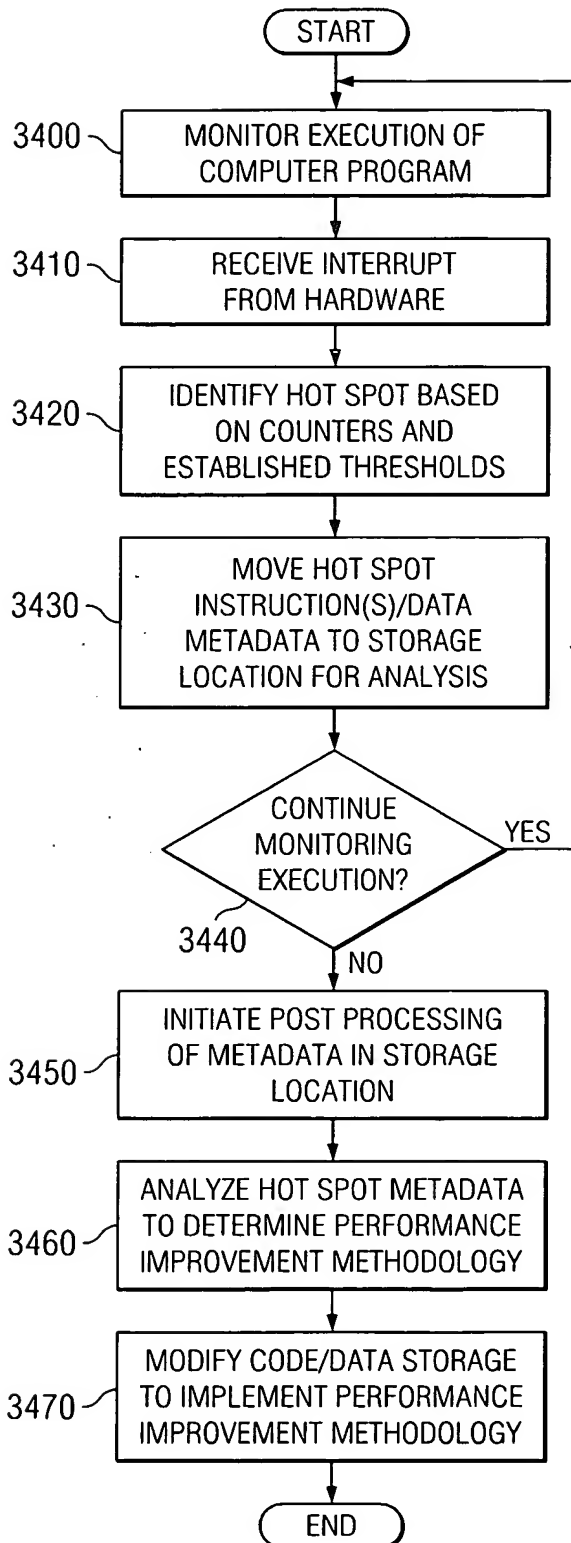 START
3400
MONITOR EXECUTION OF
COMPUTER PROGRAM
3410
RECEIVE INTERRUPT
FROM HARDWARE
3420
IDENTIFY HOT SPOT BASED
ON COUNTERS AND
ESTABLISHED THRESHOLDS
3430
MOVE HOT SPOT
INSTRUCTION(S)/DATA
METADATA TO STORAGE
LOCATION FOR ANALYSIS
CONTINUE
MONITORING
EXECUTION?
YES
3440
NO
3450
INITIATE POST PROCESSING
OF METADATA IN STORAGE
LOCATION
3460
ANALYZE HOT SPOT METADATA
TO DETERMINE PERFORMANCE
IMPROVEMENT METHODOLOGY
3470
MODIFY CODE/DATA STORAGE
TO IMPLEMENT PERFORMANCE
IMPROVEMENT METHODOLOGY
END